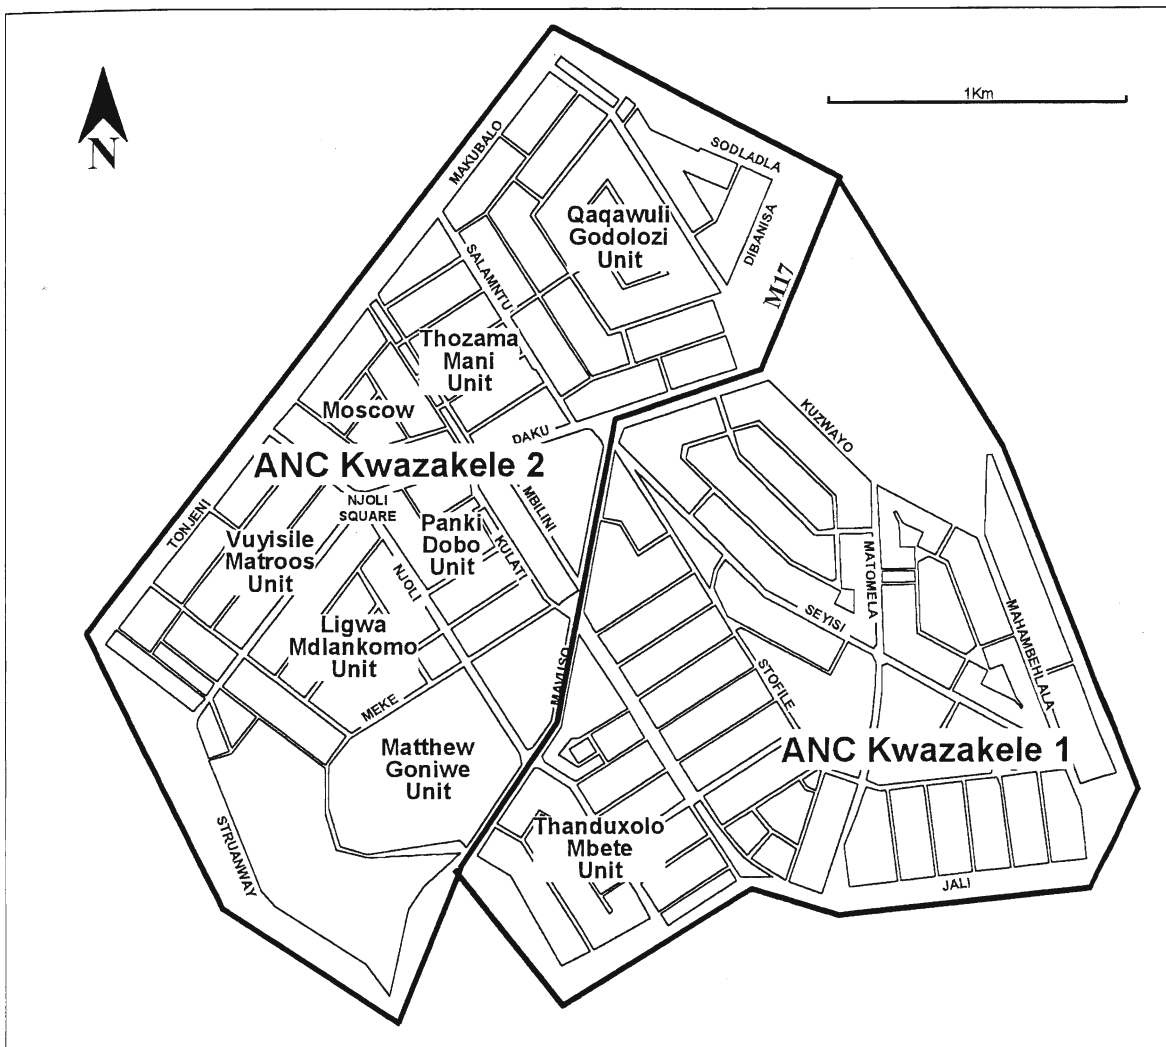 1Km
N
MAKUBALO
SODLADLA
DIBANISA
M17
Qaqawuli
Godolozi
Unit
SALAMNTU
Thozama
Mani
Unit
Moscow
DAKU
KUZWAYO
ANC Kwazakele 2
TONJENI
NJOLI
SQUARE
MBILINI
Panki
Dobo
Unit
KULATI
Vuyisile
Matroos
Unit
NJOLI
MATOMELA
SEYISI
MAHAMBEHLALA
Ligwa
Mdlankomo
Unit
MAVUSO
STOFILE
MEKE
Matthew
Goniwe
Unit
ANC Kwazakele 1
STRUANWAY
Thanduxolo
Mbete
Unit
JALI